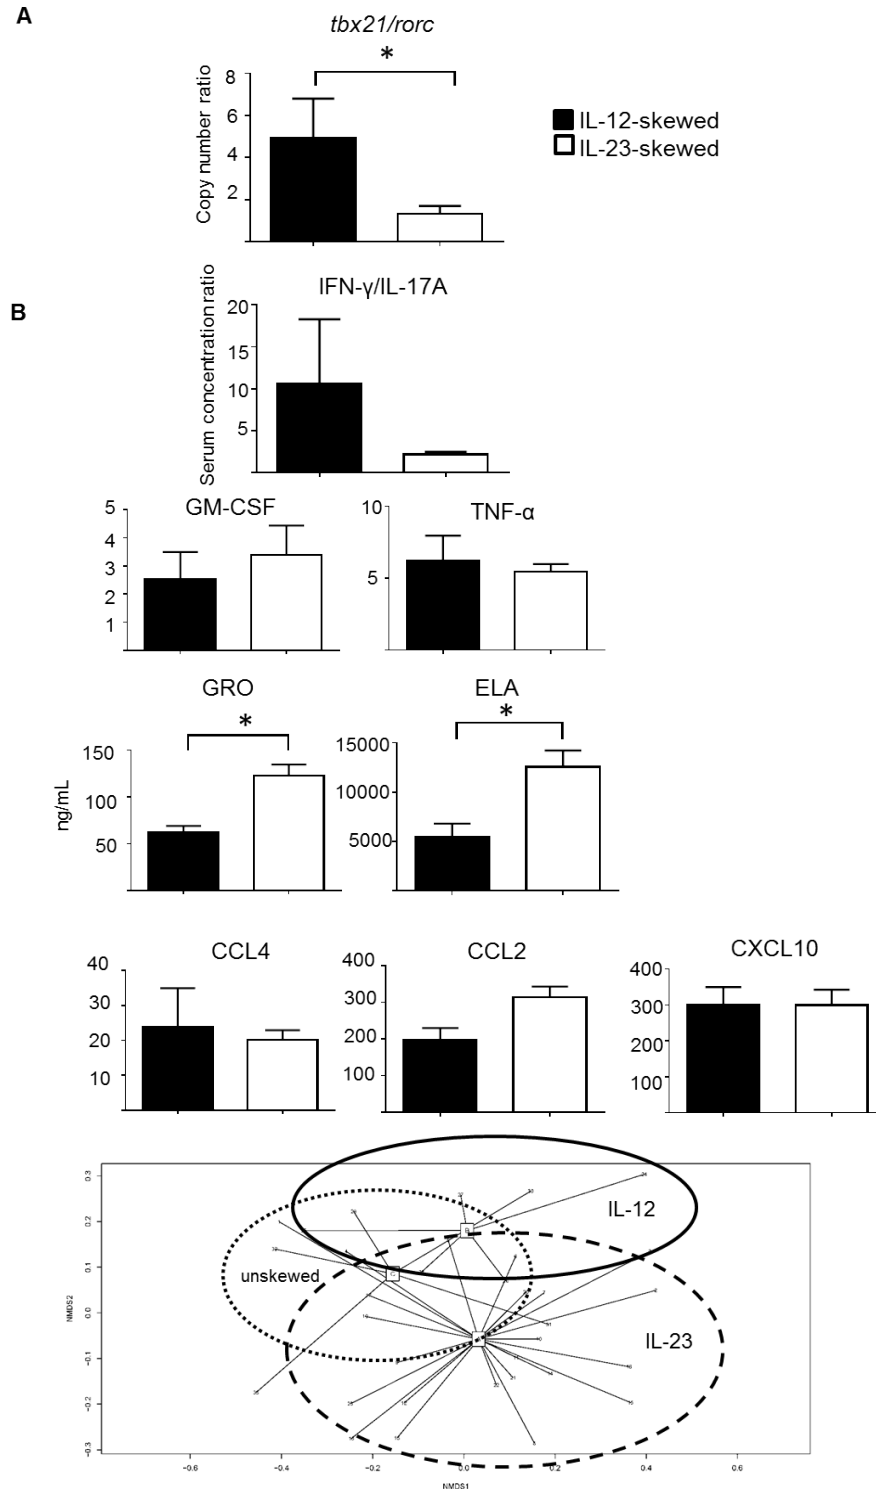 A
tbx21/rorc
*
Copy number ratio
8
6
4
2
IL-12-skewed
IL-23-skewed
B
IFN-γ/IL-17A
Serum concentration ratio
20
15
10
5
GM-CSF
5
4
3
2
1
TNF-α
10
5
GRO
*
ng/mL
150
100
50
ELA
*
15000
10000
5000
CCL4
40
30
20
10
CCL2
400
300
200
100
CXCL10
400
300
200
100
IL-12
unskewed
IL-23
NMDS2
0.3
0.2
0.1
0.0
−0.1
−0.2
−0.3
−0.6
−0.4
−0.2
0.0
0.2
0.4
0.6
NMDS1